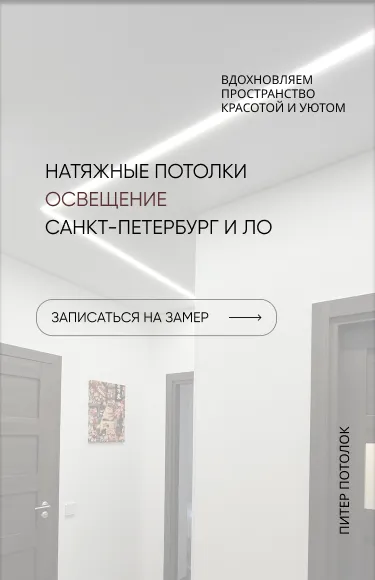 ВДОХНОВЛЯЕМ
ПРОСТРАНСТВО
КРАСОТОЙ И УЮТОМ
НАТЯЖНЫЕ ПОТОЛКИ
ОСВЕЩЕНИЕ
САНКТ-ПЕТЕРБУРГ И ЛО
ЗАПИСАТЬСЯ НА ЗАМЕР
ПИТЕР ПОТОЛОК